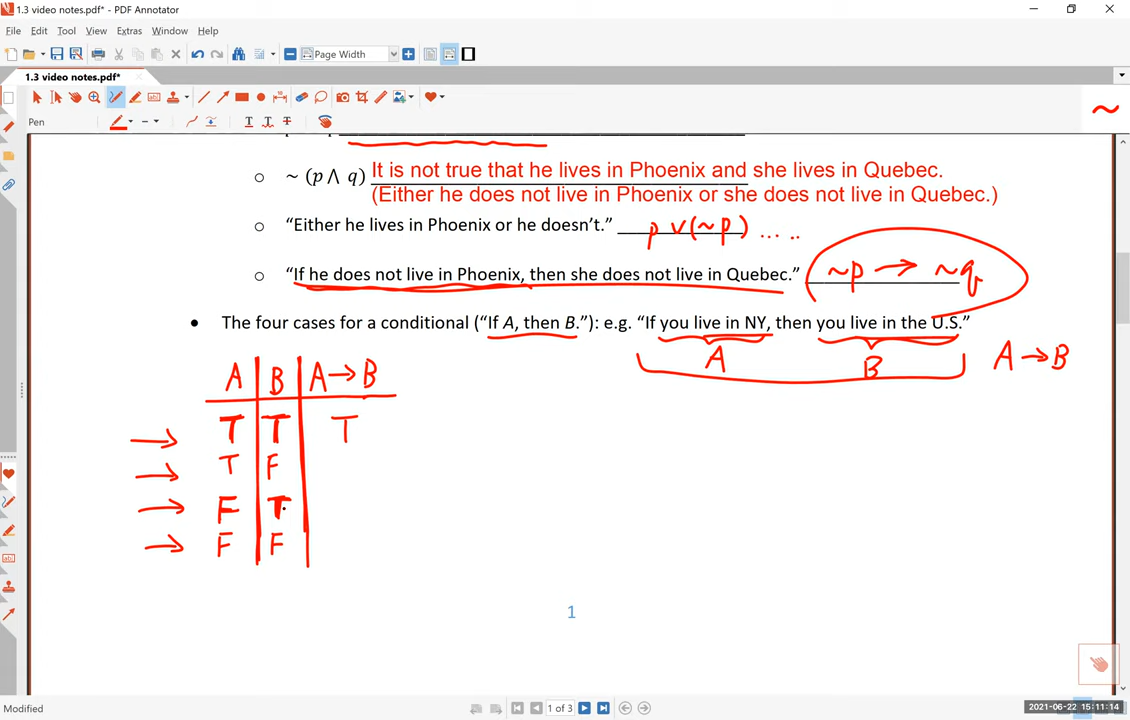 1.3 video notes.pdf* - PDF Annotator
File Edit Tool View Extras Window Help
Page Width
1.3 video notes.pdf*
Pen
~
○ ~ (p ∧ q) It is not true that he lives in Phoenix and she lives in Quebec.
(Either he does not live in Phoenix or she does not live in Quebec.)
○ “Either he lives in Phoenix or he doesn’t.” p ∨ (~p) .....
○ “If he does not live in Phoenix, then she does not live in Quebec.” ~p → ~q
• The four cases for a conditional (“If A, then B.”): e.g. “If you live in NY, then you live in the U.S.”
A B A → B
A B A → B
T T T
T F
F T
F F
1
Modified
1 of 3
2021-06-22 15:11:14